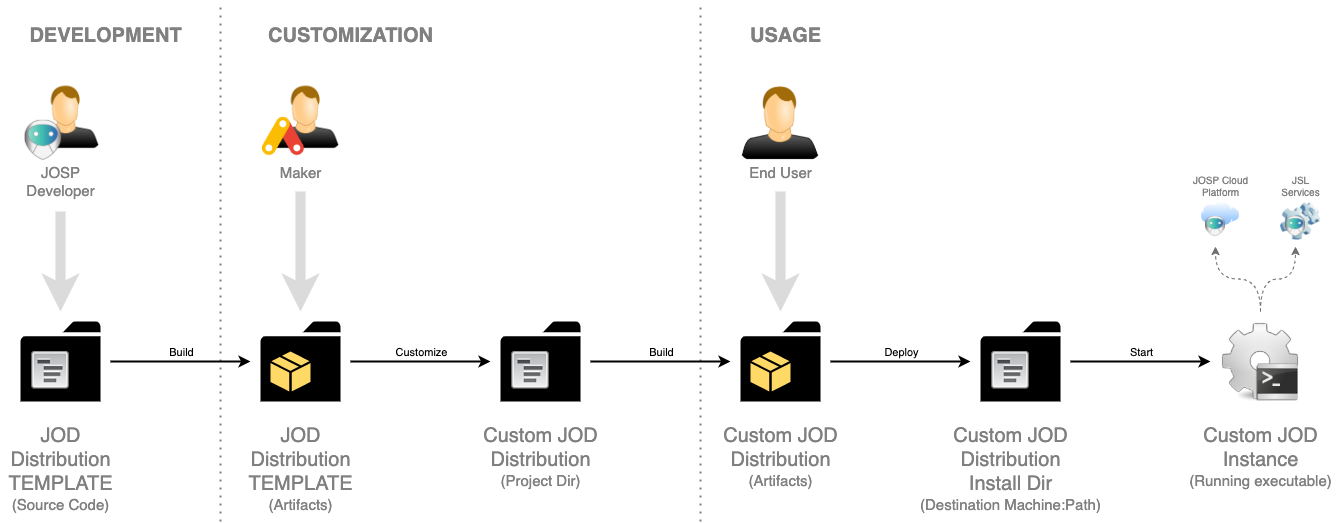 DEVELOPMENT
CUSTOMIZATION
USAGE
JOSP
Developer
Maker
End User
JOSP Cloud
Platform
JSL
Services
Build
Customize
Build
Deploy
Start
>_
JOD
Distribution
TEMPLATE
(Source Code)
JOD
Distribution
TEMPLATE
(Artifacts)
Custom JOD
Distribution
(Project Dir)
Custom JOD
Distribution
(Artifacts)
Custom JOD
Distribution
Install Dir
(Destination Machine:Path)
Custom JOD
Instance
(Running executable)